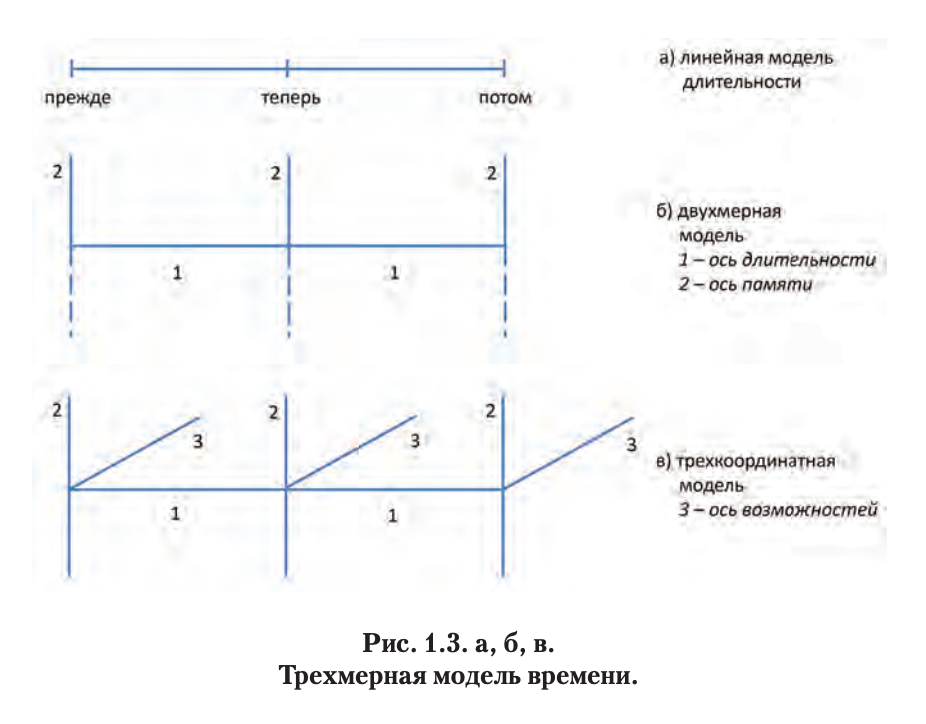 а) линейная модель
длительности
прежде теперь потом
2 2 2
б) двухмерная
модель
1 – ось длительности
2 – ось памяти
1 1
2 2 2
3 3 3
в) трехкоординатная
модель
3 – ось возможностей
1 1
Рис. 1.3. а, б, в.
Трехмерная модель времени.